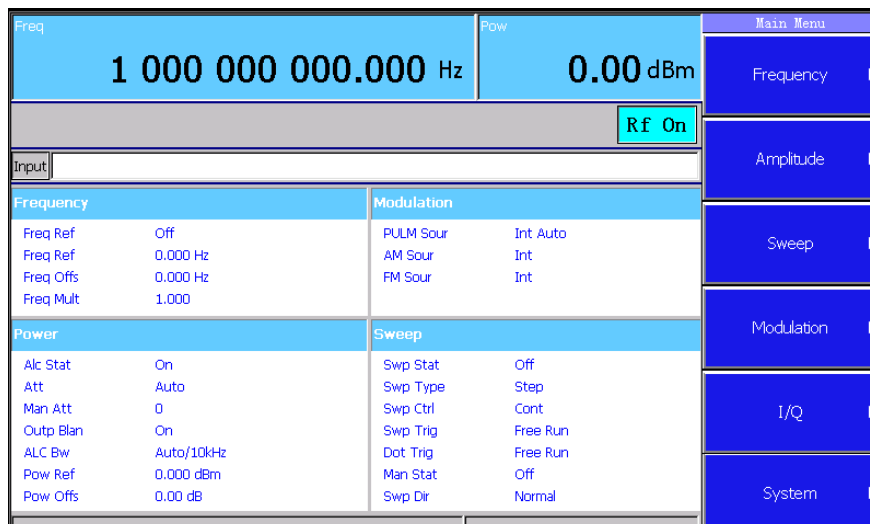 Freq
1 000 000 000.000 Hz
Pow
0.00 dBm
Rf On
Input
Frequency
Freq Ref Off
Freq Ref 0.000 Hz
Freq Offs 0.000 Hz
Freq Mult 1.000
Modulation
PULM Sour Int Auto
AM Sour Int
FM Sour Int
Power
Alc Stat On
Att Auto
Man Att 0
Outp Blan On
ALC Bw Auto/10kHz
Pow Ref 0.000 dBm
Pow Offs 0.00 dB
Sweep
Swp Stat Off
Swp Type Step
Swp Ctrl Cont
Swp Trig Free Run
Dot Trig Free Run
Man Stat Off
Swp Dir Normal
Main Menu
Frequency
Amplitude
Sweep
Modulation
I/Q
System